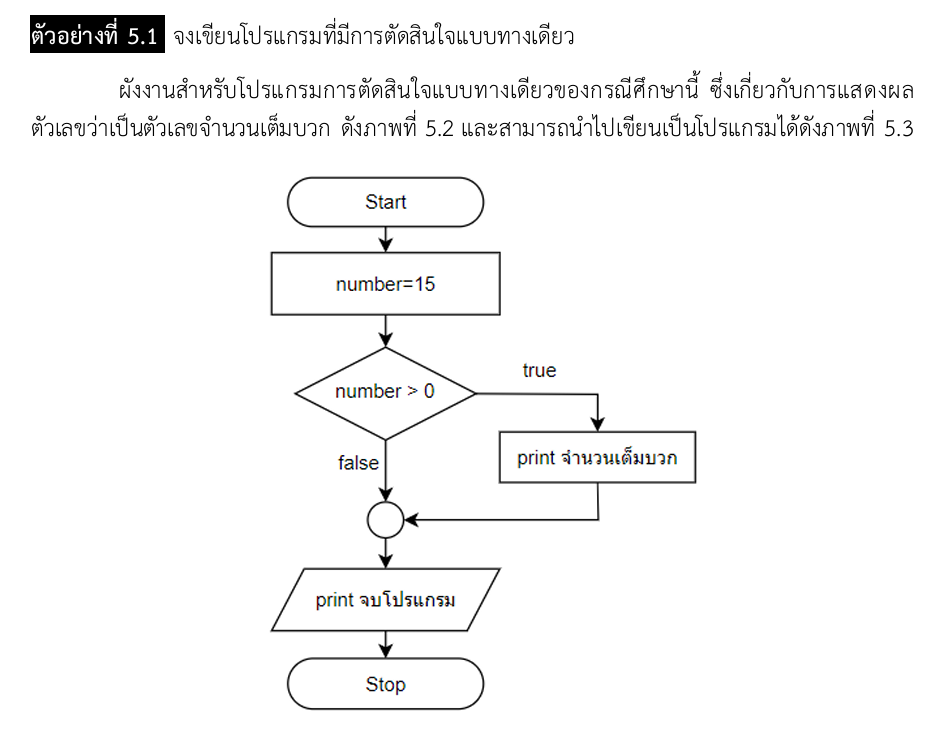 ตัวอย่างที่ 5.1 จงเขียนโปรแกรมที่มีการตัดสินใจแบบทางเดียว
ผังงานสำหรับโปรแกรมการตัดสินใจแบบทางเดียวของกรณีศึกษานี้ ซึ่งเกี่ยวกับการแสดงผล
ตัวเลขว่าเป็นตัวเลขจำนวนเต็มบวก ดังภาพที่ 5.2 และสามารถนำไปเขียนเป็นโปรแกรมได้ดังภาพที่ 5.3
Start
number=15
number > 0
true
print จำนวนเต็มบวก
false
print จบโปรแกรม
Stop